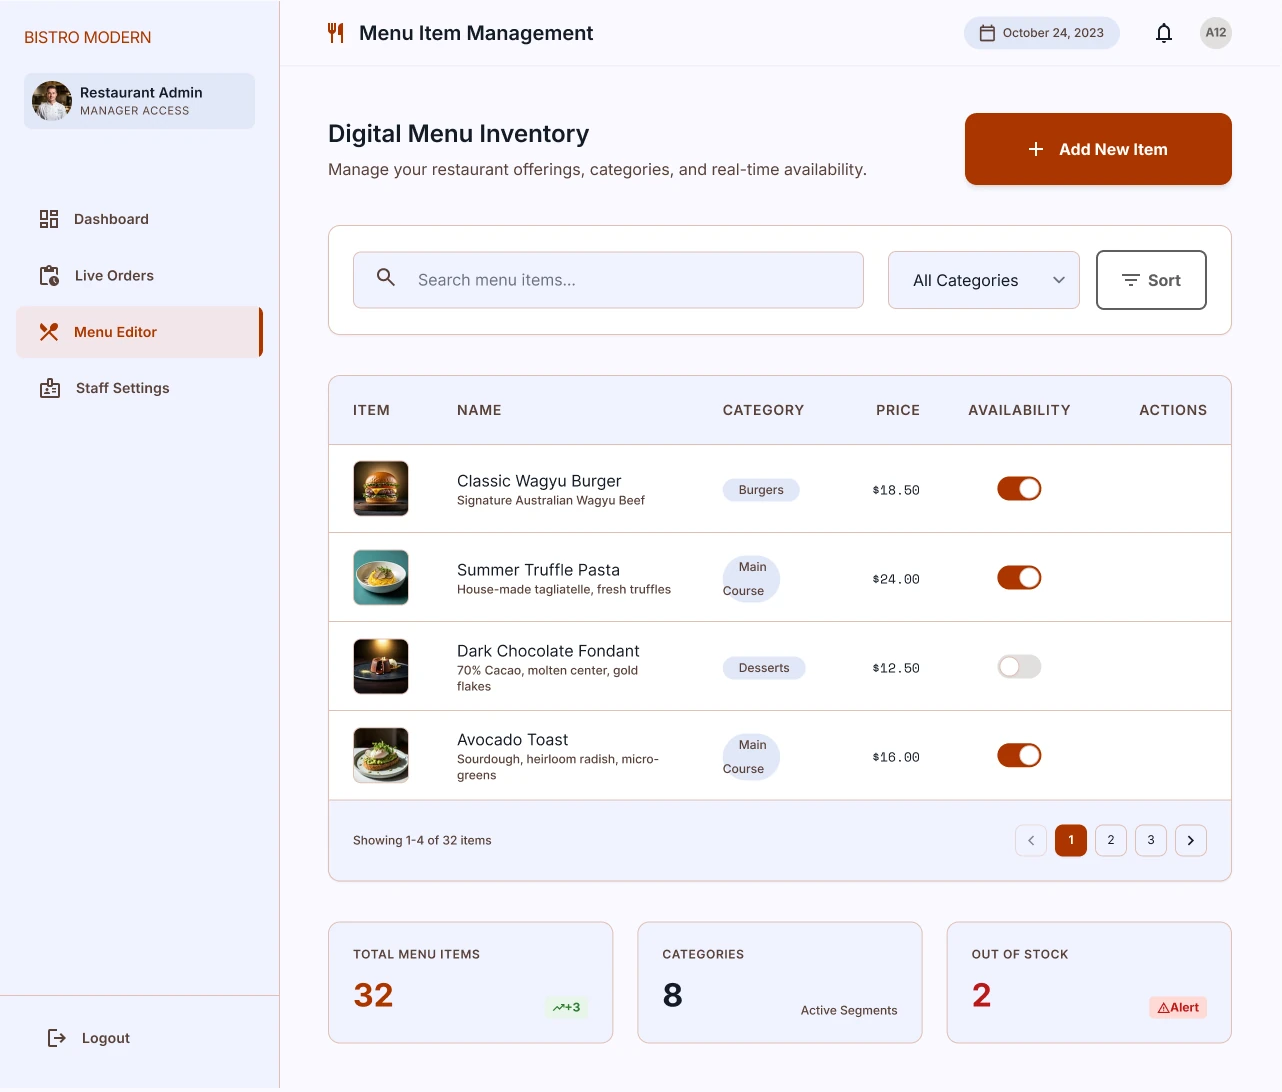 BISTRO MODERN
Restaurant Admin
MANAGER ACCESS
Dashboard
Live Orders
Menu Editor
Staff Settings
Logout
Menu Item Management
October 24, 2023
A12
Digital Menu Inventory
Manage your restaurant offerings, categories, and real-time availability.
Add New Item
Search menu items...
All Categories
Sort
ITEM NAME CATEGORY PRICE AVAILABILITY ACTIONS
Classic Wagyu Burger
Signature Australian Wagyu Beef
Burgers
$18.50
Summer Truffle Pasta
House-made tagliatelle, fresh truffles
Main
Course
$24.00
Dark Chocolate Fondant
70% Cacao, molten center, gold
flakes
Desserts
$12.50
Avocado Toast
Sourdough, heirloom radish, micro-
greens
Main
Course
$16.00
Showing 1-4 of 32 items
1 2 3
TOTAL MENU ITEMS
32
+3
CATEGORIES
8
Active Segments
OUT OF STOCK
2
Alert